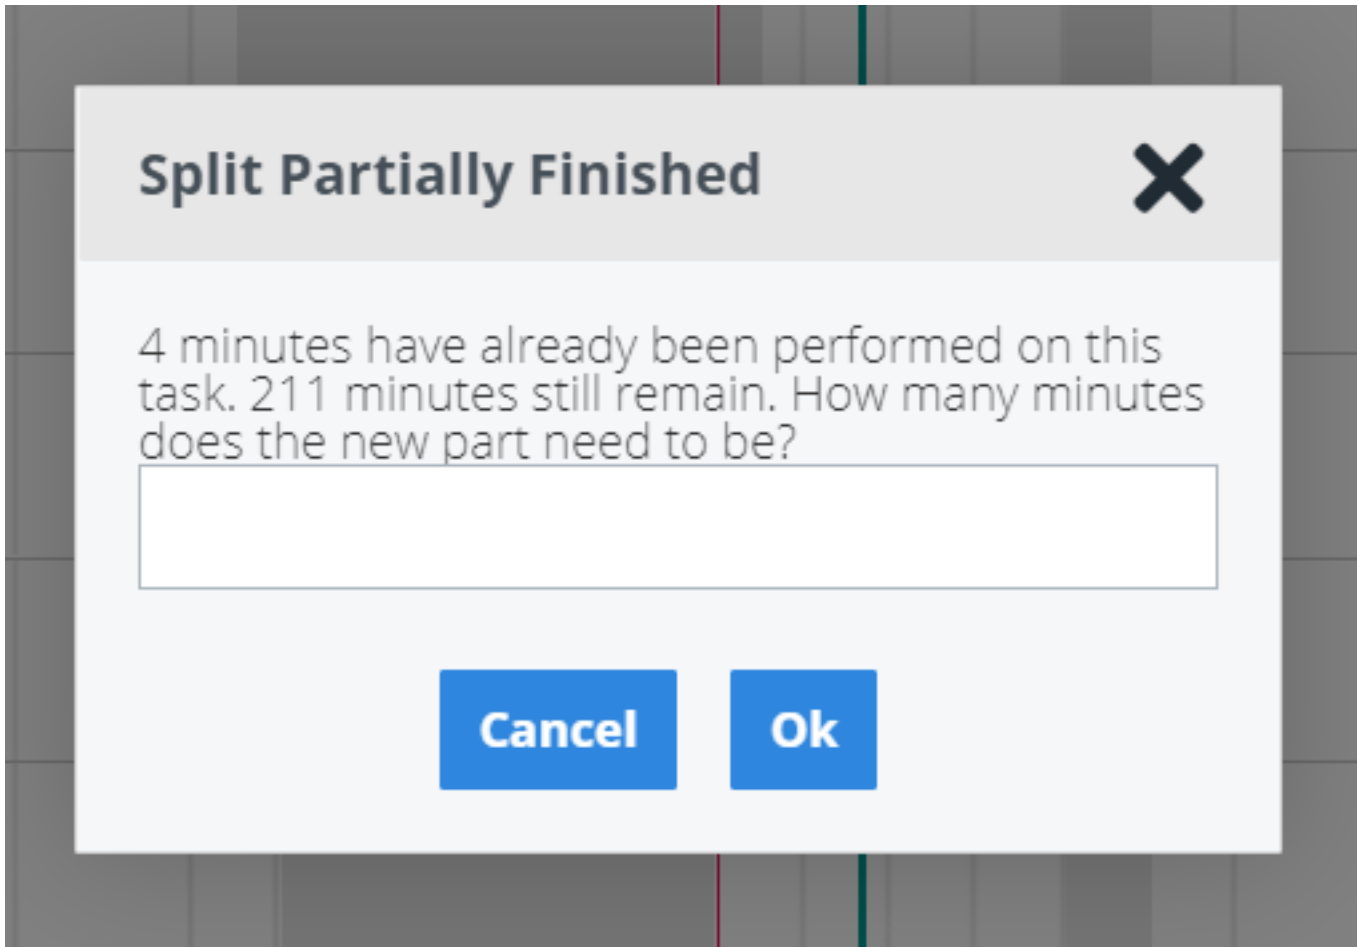 Split Partially Finished
4 minutes have already been performed on this
task. 211 minutes still remain. How many minutes
does the new part need to be?
Cancel Ok